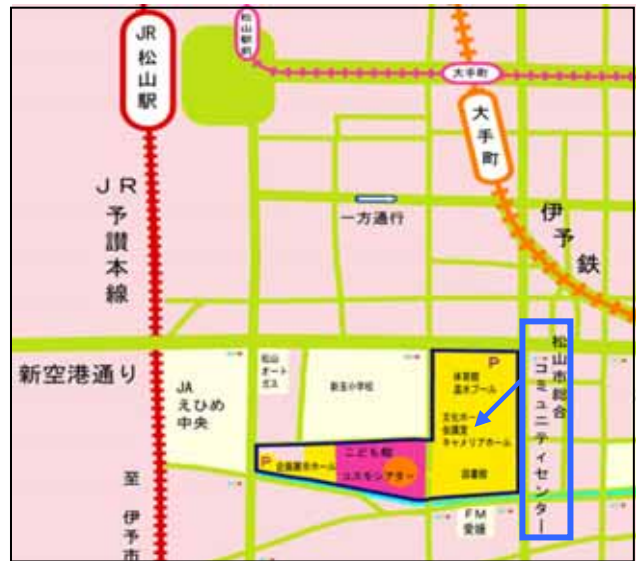 JR
松山駅
松山駅前
大手町
大手町
JR
予讃本線
一方通行
伊予鉄
新空港通り
JA
えひめ
中央
松山
オート
ガス
新玉小学校
P
体育館
温水プール
文化ホール
会議室
キャメリアホール
図書館
松山市総合
コミュニティセンター
P
企画展示ホール
こども館
コスモシアター
FM
愛媛
至 伊予市